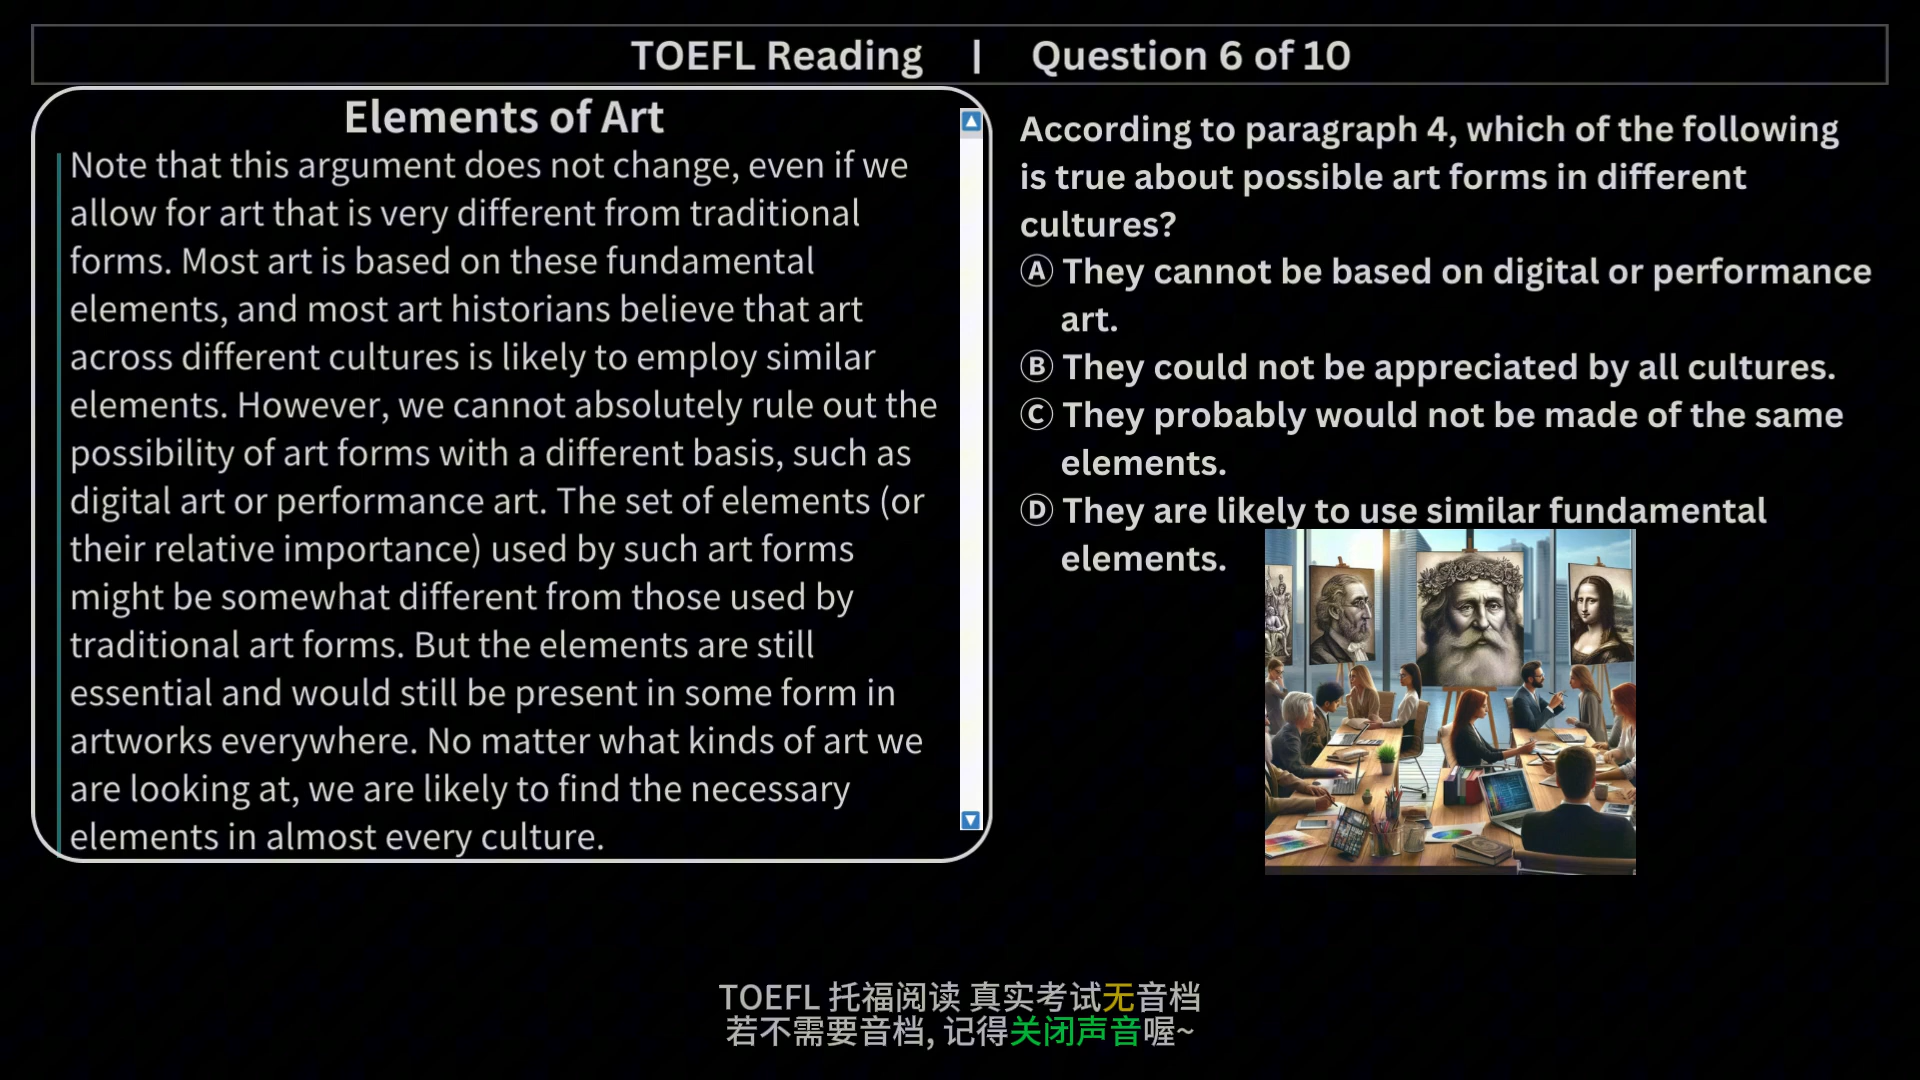 TOEFL Reading | Question 6 of 10
Elements of Art
Note that this argument does not change, even if we
allow for art that is very different from traditional
forms. Most art is based on these fundamental
elements, and most art historians believe that art
across different cultures is likely to employ similar
elements. However, we cannot absolutely rule out the
possibility of art forms with a different basis, such as
digital art or performance art. The set of elements (or
their relative importance) used by such art forms
might be somewhat different from those used by
traditional art forms. But the elements are still
essential and would still be present in some form in
artworks everywhere. No matter what kinds of art we
are looking at, we are likely to find the necessary
elements in almost every culture.
According to paragraph 4, which of the following
is true about possible art forms in different
cultures?
Ⓐ They cannot be based on digital or performance
art.
Ⓑ They could not be appreciated by all cultures.
Ⓒ They probably would not be made of the same
elements.
Ⓓ They are likely to use similar fundamental
elements.
TOEFL 托福阅读 真实考试无音档
若不需要音档, 记得关闭声音喔~